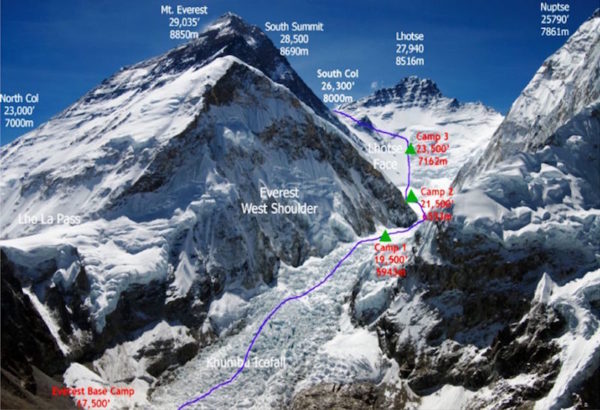 Mt. Everest
29,035'
8850m
South Summit
28,500
8690m
Lhotse
27,940
8516m
Nuptse
25790'
7861m
South Col
26,300'
8000m
North Col
23,000'
7000m
Camp 3
23,500'
7162m
Lhotse
Face
Camp 2
21,500'
Everest
West Shoulder
Lho La Pass
Camp 1
19,500'
5943m
Khumbu Icefall
Everest Base Camp
17,500'